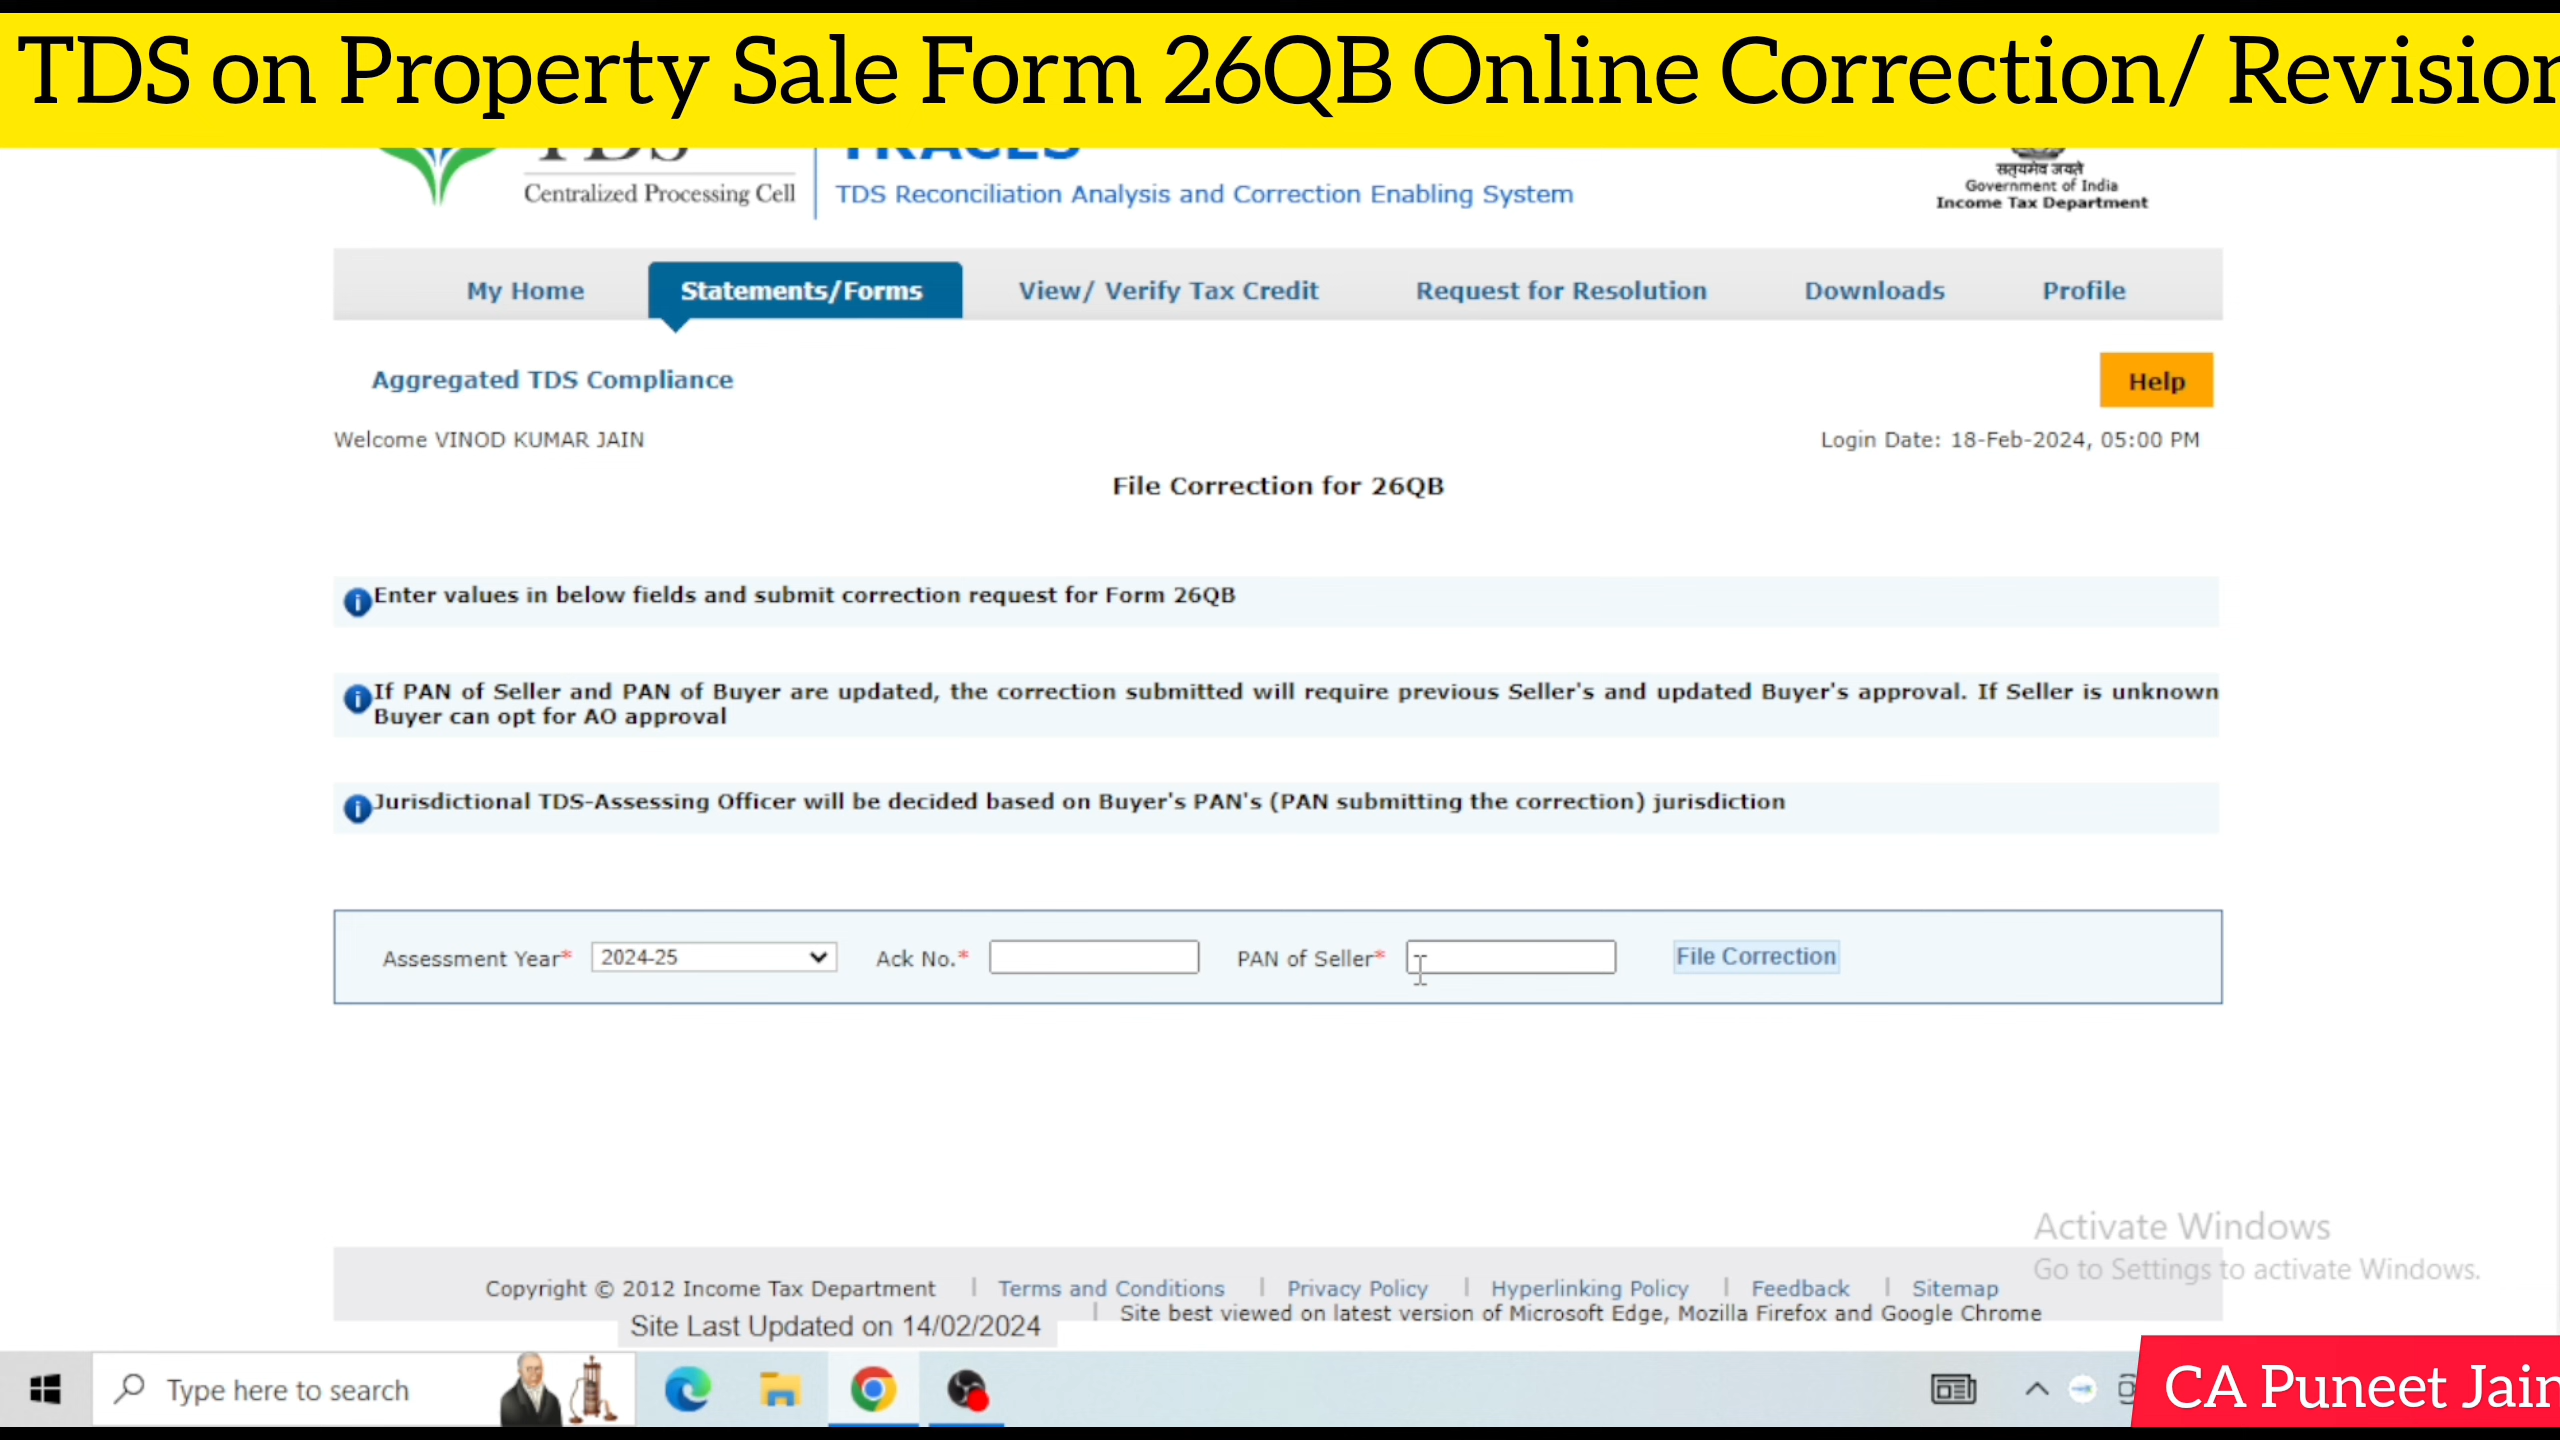 TDS on Property Sale Form 26QB Online Correction/ Revision
TDS
TRACES
Centralized Processing Cell
TDS Reconciliation Analysis and Correction Enabling System
सत्यमेव जयते
Government of India
Income Tax Department
My Home Statements/Forms View/ Verify Tax Credit Request for Resolution Downloads Profile
Aggregated TDS Compliance
Help
Welcome VINOD KUMAR JAIN
Login Date: 18-Feb-2024, 05:00 PM
File Correction for 26QB
Enter values in below fields and submit correction request for Form 26QB
If PAN of Seller and PAN of Buyer are updated, the correction submitted will require previous Seller's and updated Buyer's approval. If Seller is unknown
Buyer can opt for AO approval
Jurisdictional TDS-Assessing Officer will be decided based on Buyer's PAN's (PAN submitting the correction) jurisdiction
Assessment Year* 2024-25 Ack No.* PAN of Seller* File Correction
Activate Windows
Go to Settings to activate Windows.
Copyright © 2012 Income Tax Department | Terms and Conditions | Privacy Policy | Hyperlinking Policy | Feedback | Sitemap
Site Last Updated on 14/02/2024 | Site best viewed on latest version of Microsoft Edge, Mozilla Firefox and Google Chrome
Type here to search
CA Puneet Jain